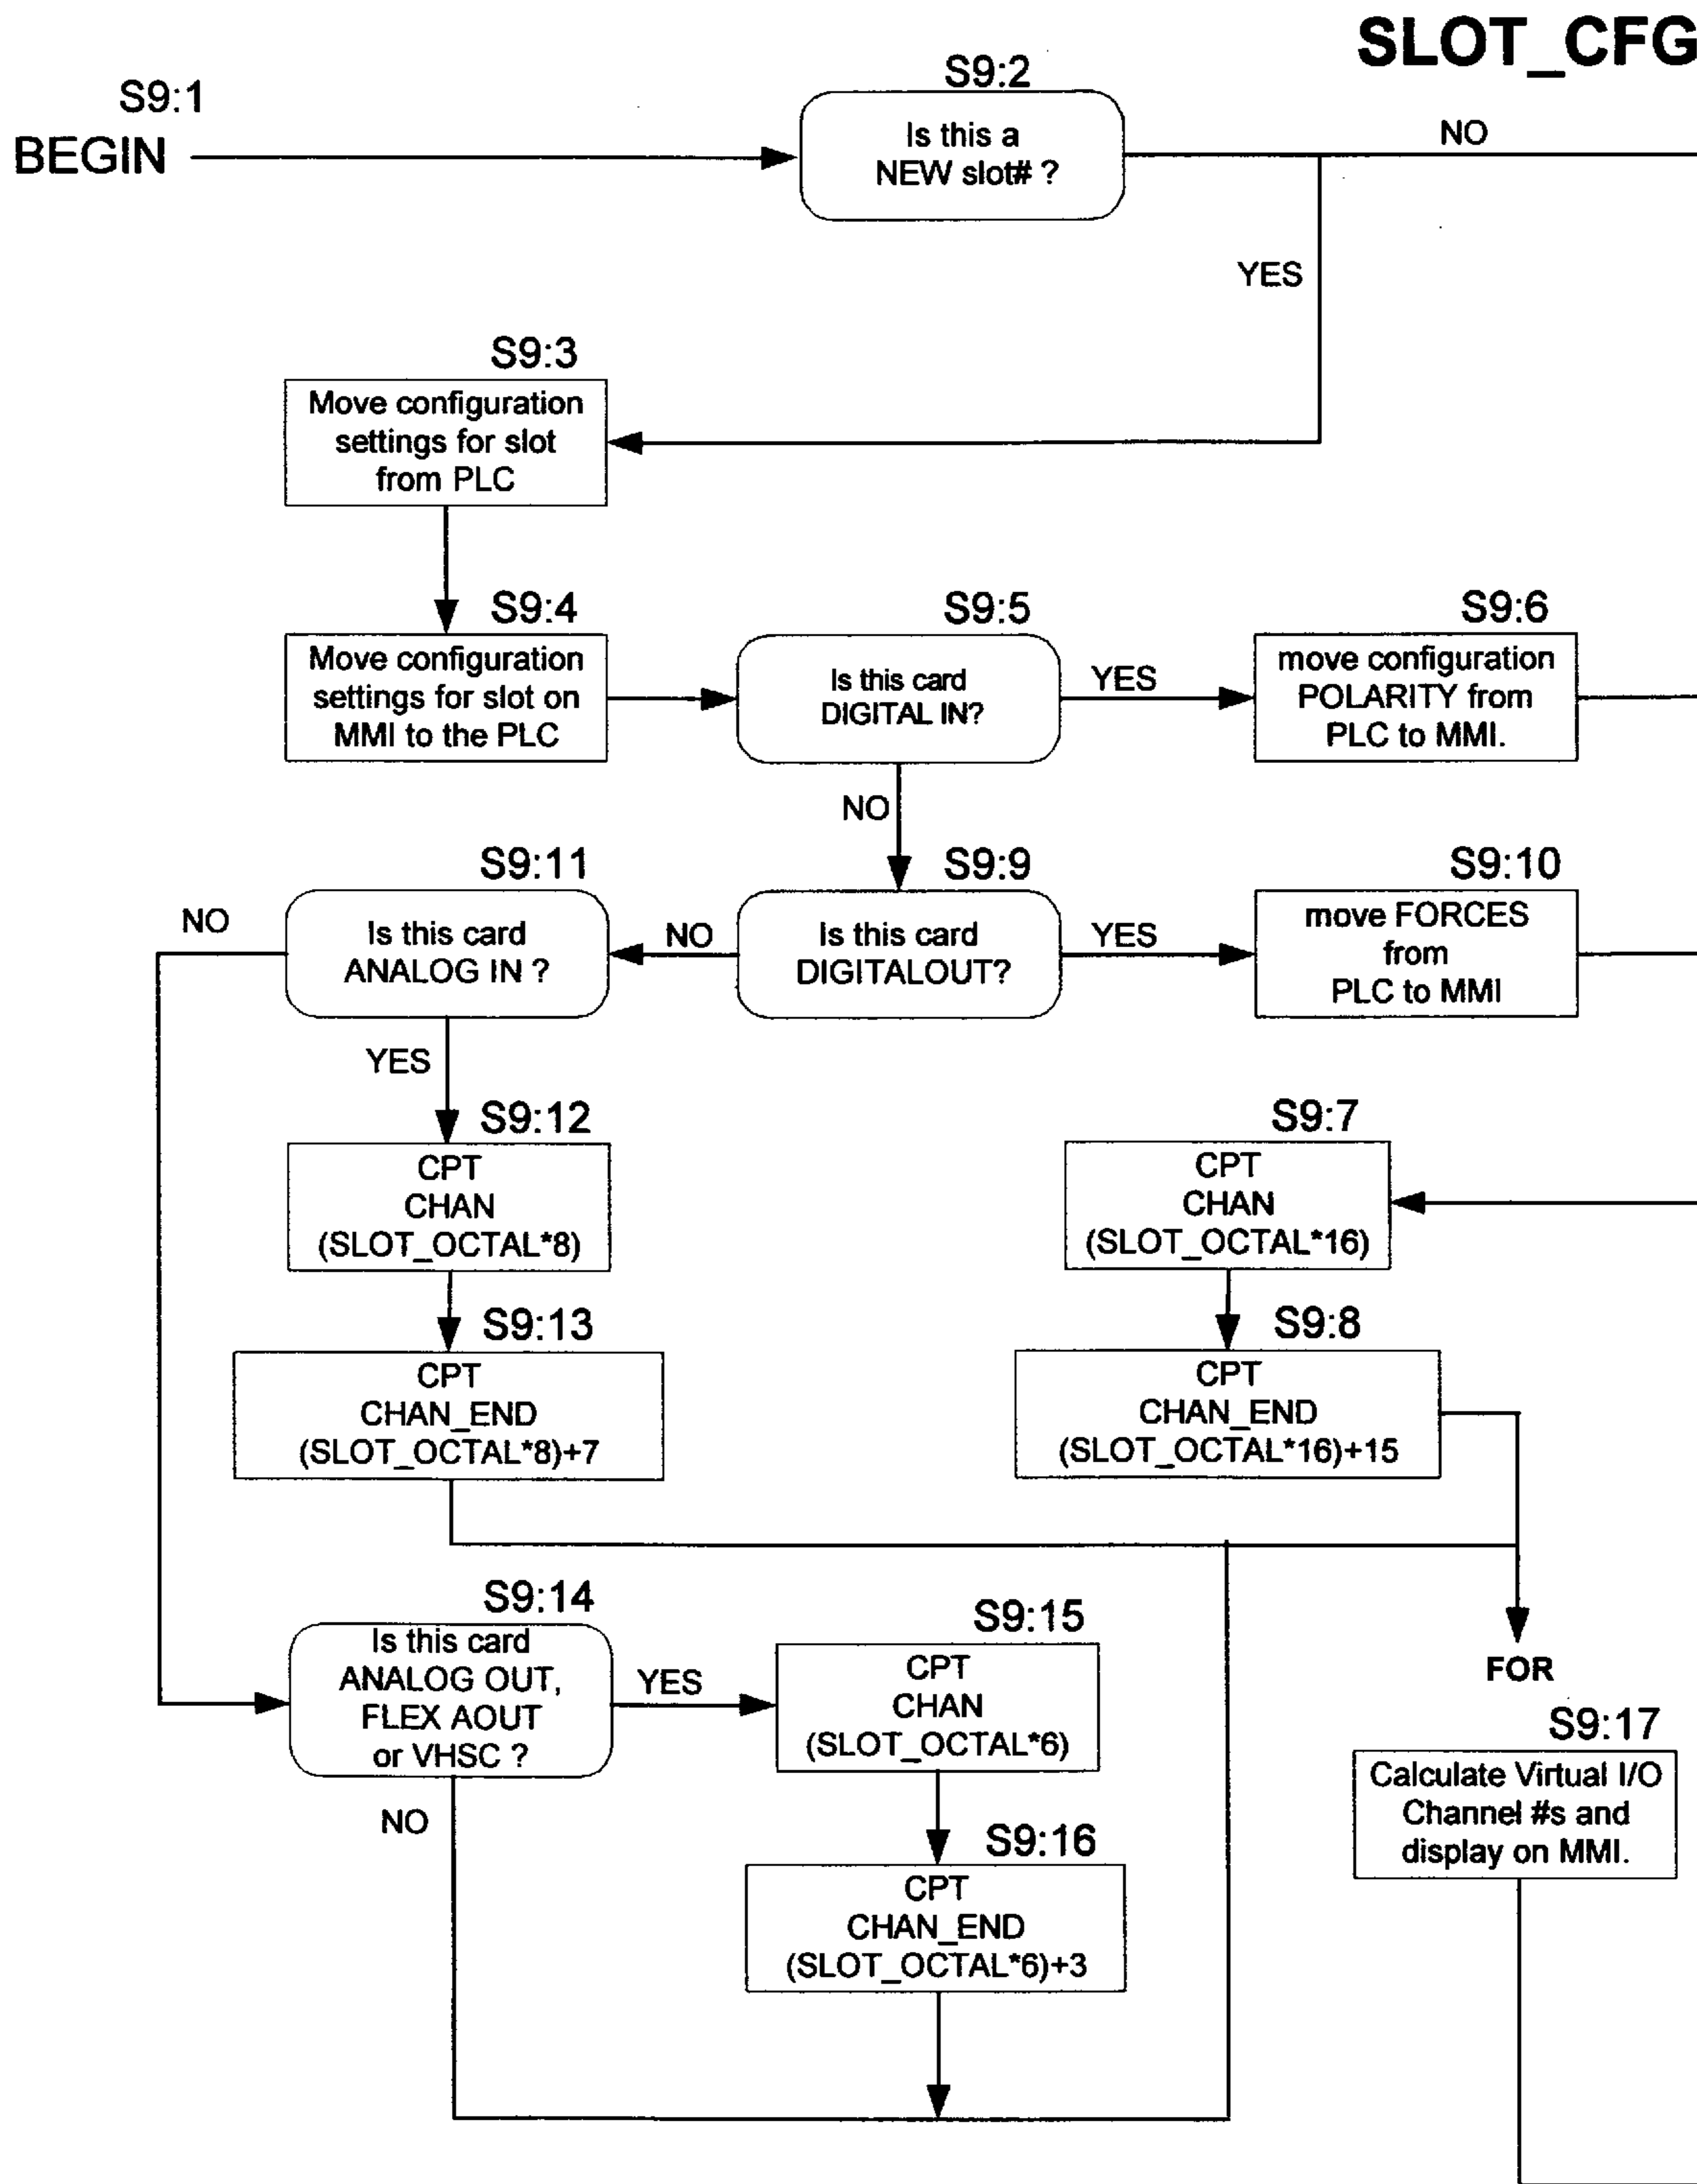 SLOT_CFG
S9:1
BEGIN
S9:2
Is this a
NEW slot# ?
NO
YES
S9:3
Move configuration
settings for slot
from PLC
S9:4
Move configuration
settings for slot on
MMI to the PLC
S9:5
Is this card
DIGITAL IN?
YES
NO
S9:6
move configuration
POLARITY from
PLC to MMI.
S9:11
Is this card
ANALOG IN ?
NO
YES
S9:9
Is this card
DIGITALOUT?
NO
YES
S9:10
move FORCES
from
PLC to MMI
S9:12
CPT
CHAN
(SLOT_OCTAL*8)
S9:7
CPT
CHAN
(SLOT_OCTAL*16)
S9:13
CPT
CHAN_END
(SLOT_OCTAL*8)+7
S9:8
CPT
CHAN_END
(SLOT_OCTAL*16)+15
S9:14
Is this card
ANALOG OUT,
FLEX AOUT
or VHSC ?
YES
NO
S9:15
CPT
CHAN
(SLOT_OCTAL*6)
S9:16
CPT
CHAN_END
(SLOT_OCTAL*6)+3
FOR
S9:17
Calculate Virtual I/O
Channel #s and
display on MMI.